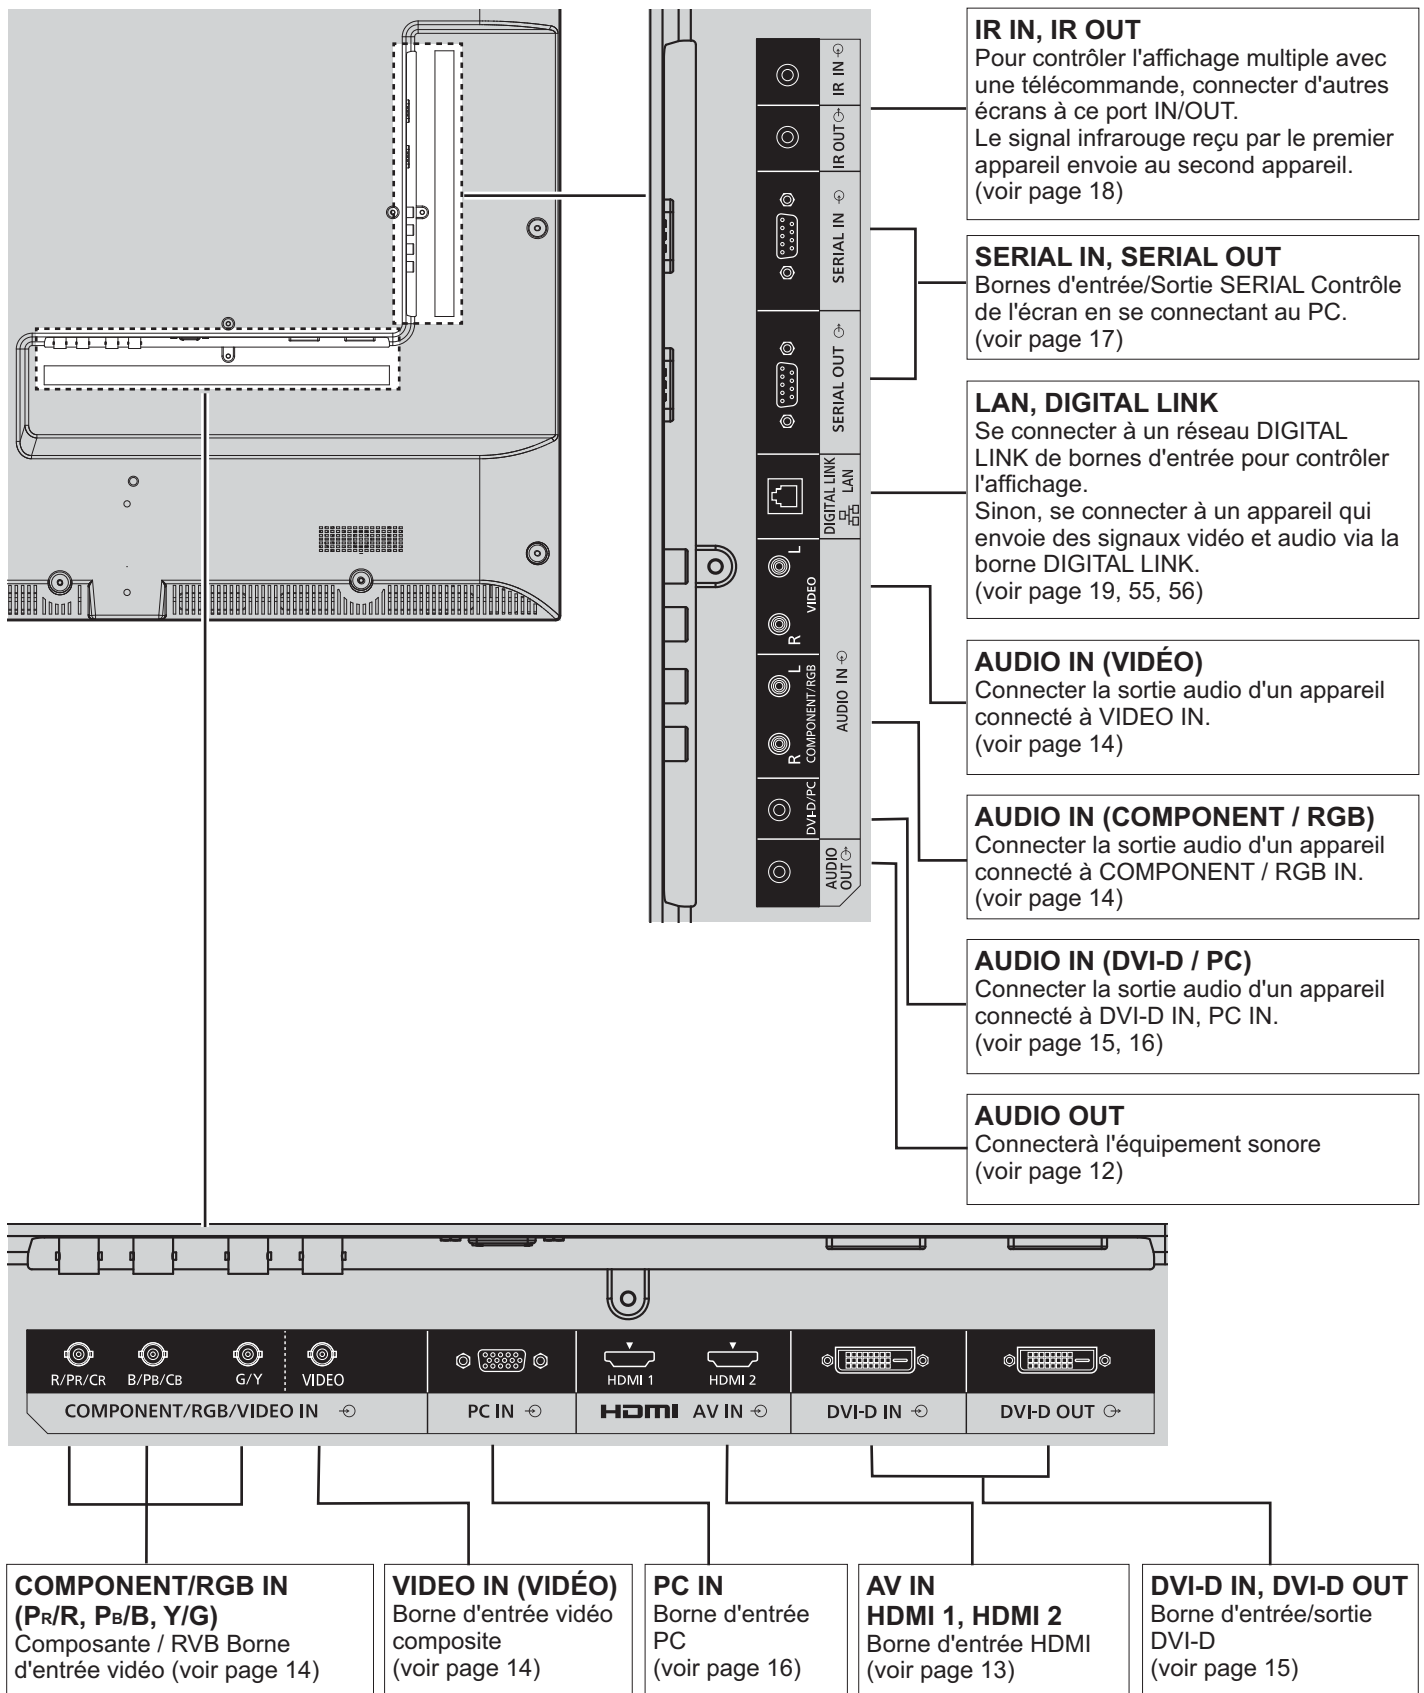 IR IN, IR OUT
Pour contrôler l'affichage multiple avec
une télécommande, connecter d'autres
écrans à ce port IN/OUT.
Le signal infrarouge reçu par le premier
appareil envoie au second appareil.
(voir page 18)
SERIAL IN, SERIAL OUT
Bornes d'entrée/Sortie SERIAL Contrôle
de l'écran en se connectant au PC.
(voir page 17)
LAN, DIGITAL LINK
Se connecter à un réseau DIGITAL
LINK de bornes d'entrée pour contrôler
l'affichage.
Sinon, se connecter à un appareil qui
envoie des signaux vidéo et audio via la
borne DIGITAL LINK.
(voir page 19, 55, 56)
AUDIO IN (VIDÉO)
Connecter la sortie audio d'un appareil
connecté à VIDEO IN.
(voir page 14)
AUDIO IN (COMPONENT / RGB)
Connecter la sortie audio d'un appareil
connecté à COMPONENT / RGB IN.
(voir page 14)
AUDIO IN (DVI-D / PC)
Connecter la sortie audio d'un appareil
connecté à DVI-D IN, PC IN.
(voir page 15, 16)
AUDIO OUT
Connecterà l'équipement sonore
(voir page 12)
IR IN
IR OUT
SERIAL IN
SERIAL OUT
DIGITAL LINK
LAN
L
VIDEO
R
L
COMPONENT/RGB
R
AUDIO IN
DVI-D/PC
AUDIO
OUT
R/PR/CR B/PB/CB G/Y VIDEO
HDMI 1 HDMI 2
COMPONENT/RGB/VIDEO IN PC IN HDMI AV IN DVI-D IN DVI-D OUT
COMPONENT/RGB IN
(PR/R, PB/B, Y/G)
Composante / RVB Borne
d'entrée vidéo (voir page 14)
VIDEO IN (VIDÉO)
Borne d'entrée vidéo
composite
(voir page 14)
PC IN
Borne d'entrée
PC
(voir page 16)
AV IN
HDMI 1, HDMI 2
Borne d'entrée HDMI
(voir page 13)
DVI-D IN, DVI-D OUT
Borne d'entrée/sortie
DVI-D
(voir page 15)